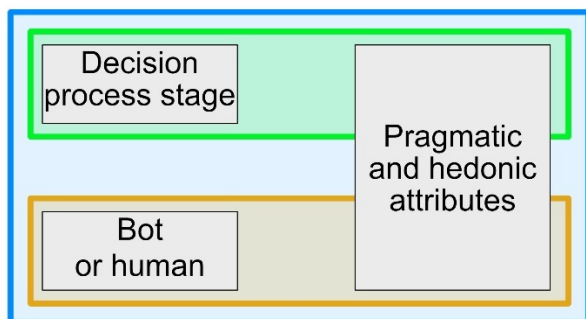 Decision
process stage
Pragmatic
and hedonic
attributes
Bot
or human